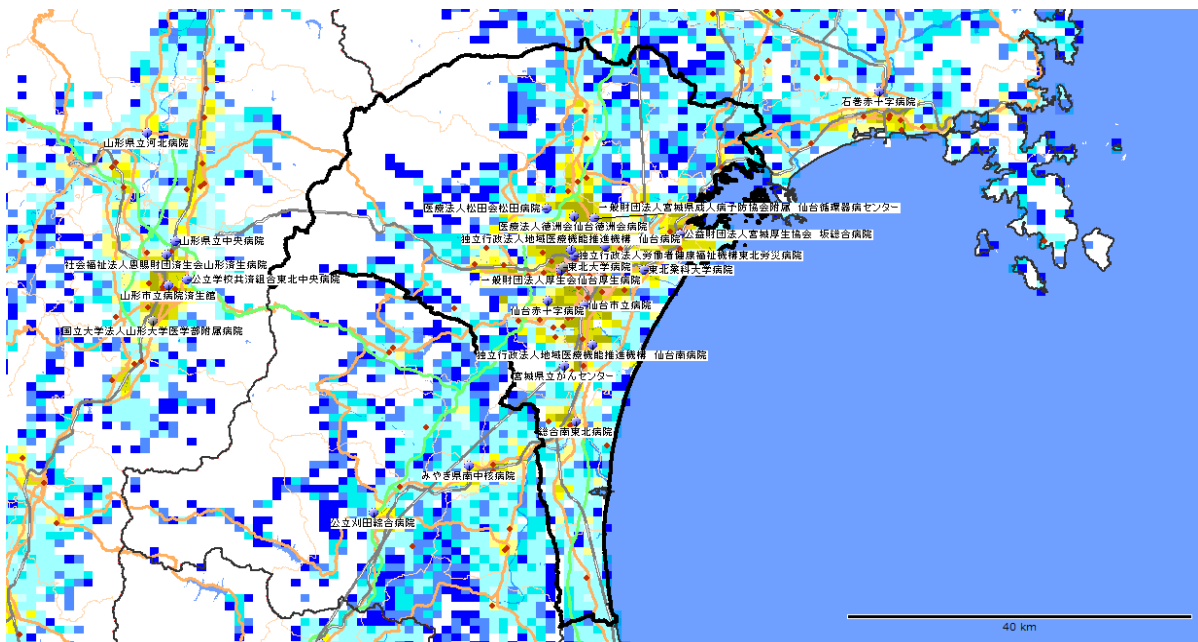 石巻赤十字病院
山形県立河北病院
医療法人松田会松田病院
一般財団法人宮城県成人病予防協会附属 仙台循環器病センター
医療法人徳洲会仙台徳洲会病院
公益財団法人宮城厚生協会 坂総合病院
独立行政法人地域医療機能推進機構 仙台病院
山形県立中央病院
独立行政法人労働者健康福祉機構東北労災病院
社会福祉法人恩賜財団済生会山形済生病院
東北大学病院
東北薬科大学病院
公立学校共済組合東北中央病院
一般財団法人厚生会仙台厚生病院
山形市立病院済生館
仙台赤十字病院
仙台市立病院
国立大学法人山形大学医学部附属病院
独立行政法人地域医療機能推進機構 仙台南病院
宮城県立がんセンター
総合南東北病院
みやぎ県南中核病院
公立刈田綜合病院
40 km